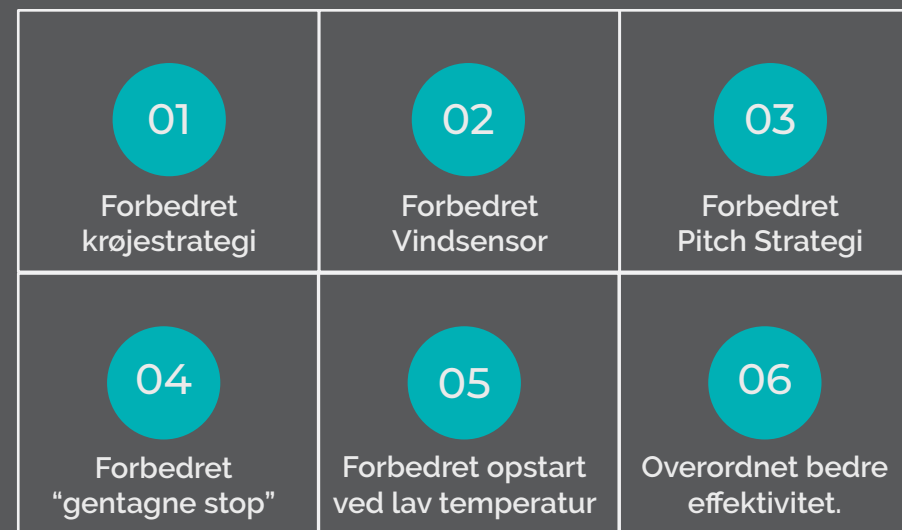 01
Forbedret
krøjestrategi
02
Forbedret
Vindsensor
03
Forbedret
Pitch Strategi
04
Forbedret
“gentagne stop”
05
Forbedret opstart
ved lav temperatur
06
Overordnet bedre
effektivitet.